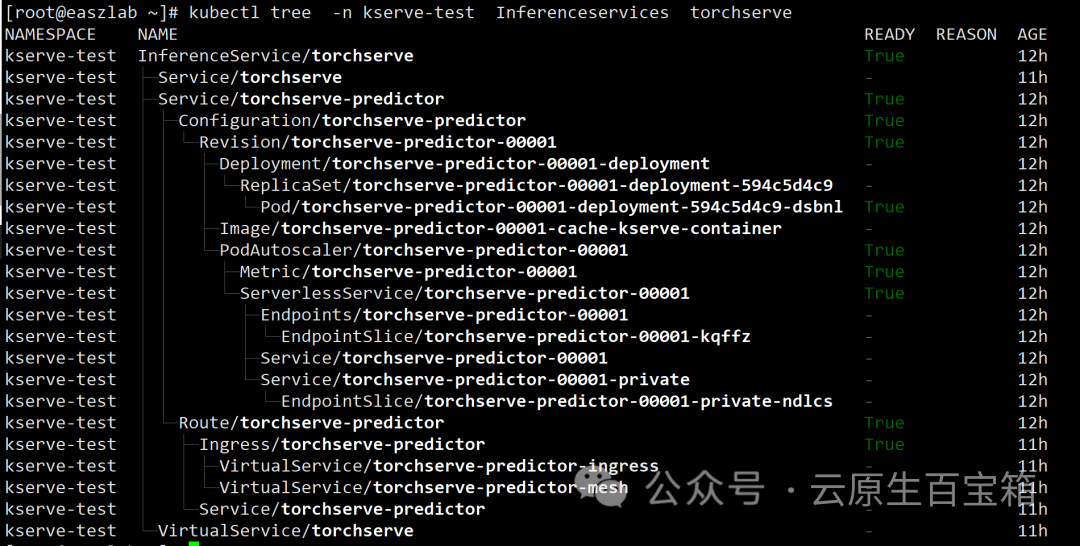 [root@easzlab ~]# kubectl tree  -n kserve-test  Inferenceservices  torchserve
NAMESPACE    NAME    READY  REASON  AGE
kserve-test  InferenceService/torchserve    True    12h
kserve-test  ├─Service/torchserve    -    11h
kserve-test  ├─Service/torchserve-predictor    True    12h
kserve-test  │ ├─Configuration/torchserve-predictor    True    12h
kserve-test  │ │ └─Revision/torchserve-predictor-00001    True    12h
kserve-test  │ │   ├─Deployment/torchserve-predictor-00001-deployment    -    12h
kserve-test  │ │   │ └─ReplicaSet/torchserve-predictor-00001-deployment-594c5d4c9    -    12h
kserve-test  │ │   │   └─Pod/torchserve-predictor-00001-deployment-594c5d4c9-dsbnl    True    12h
kserve-test  │ │   ├─Image/torchserve-predictor-00001-cache-kserve-container    -    12h
kserve-test  │ │   └─PodAutoscaler/torchserve-predictor-00001    True    12h
kserve-test  │ │     ├─Metric/torchserve-predictor-00001    True    12h
kserve-test  │ │     └─ServerlessService/torchserve-predictor-00001    True    12h
kserve-test  │ │       ├─Endpoints/torchserve-predictor-00001    -    12h
kserve-test  │ │       │ └─EndpointSlice/torchserve-predictor-00001-kqffz    -    12h
kserve-test  │ │       ├─Service/torchserve-predictor-00001    -    12h
kserve-test  │ │       └─Service/torchserve-predictor-00001-private    -    12h
kserve-test  │ │         └─EndpointSlice/torchserve-predictor-00001-private-ndlcs    -    12h
kserve-test  │ └─Route/torchserve-predictor    True    12h
kserve-test  │   ├─Ingress/torchserve-predictor    True    11h
kserve-test  │   │ ├─VirtualService/torchserve-predictor-ingress    -    11h
kserve-test  │   │ └─VirtualService/torchserve-predictor-mesh    -    11h
公众号 · 云原生百宝箱
kserve-test  │   └─Service/torchserve-predictor    -    11h
kserve-test  └─VirtualService/torchserve    -    11h